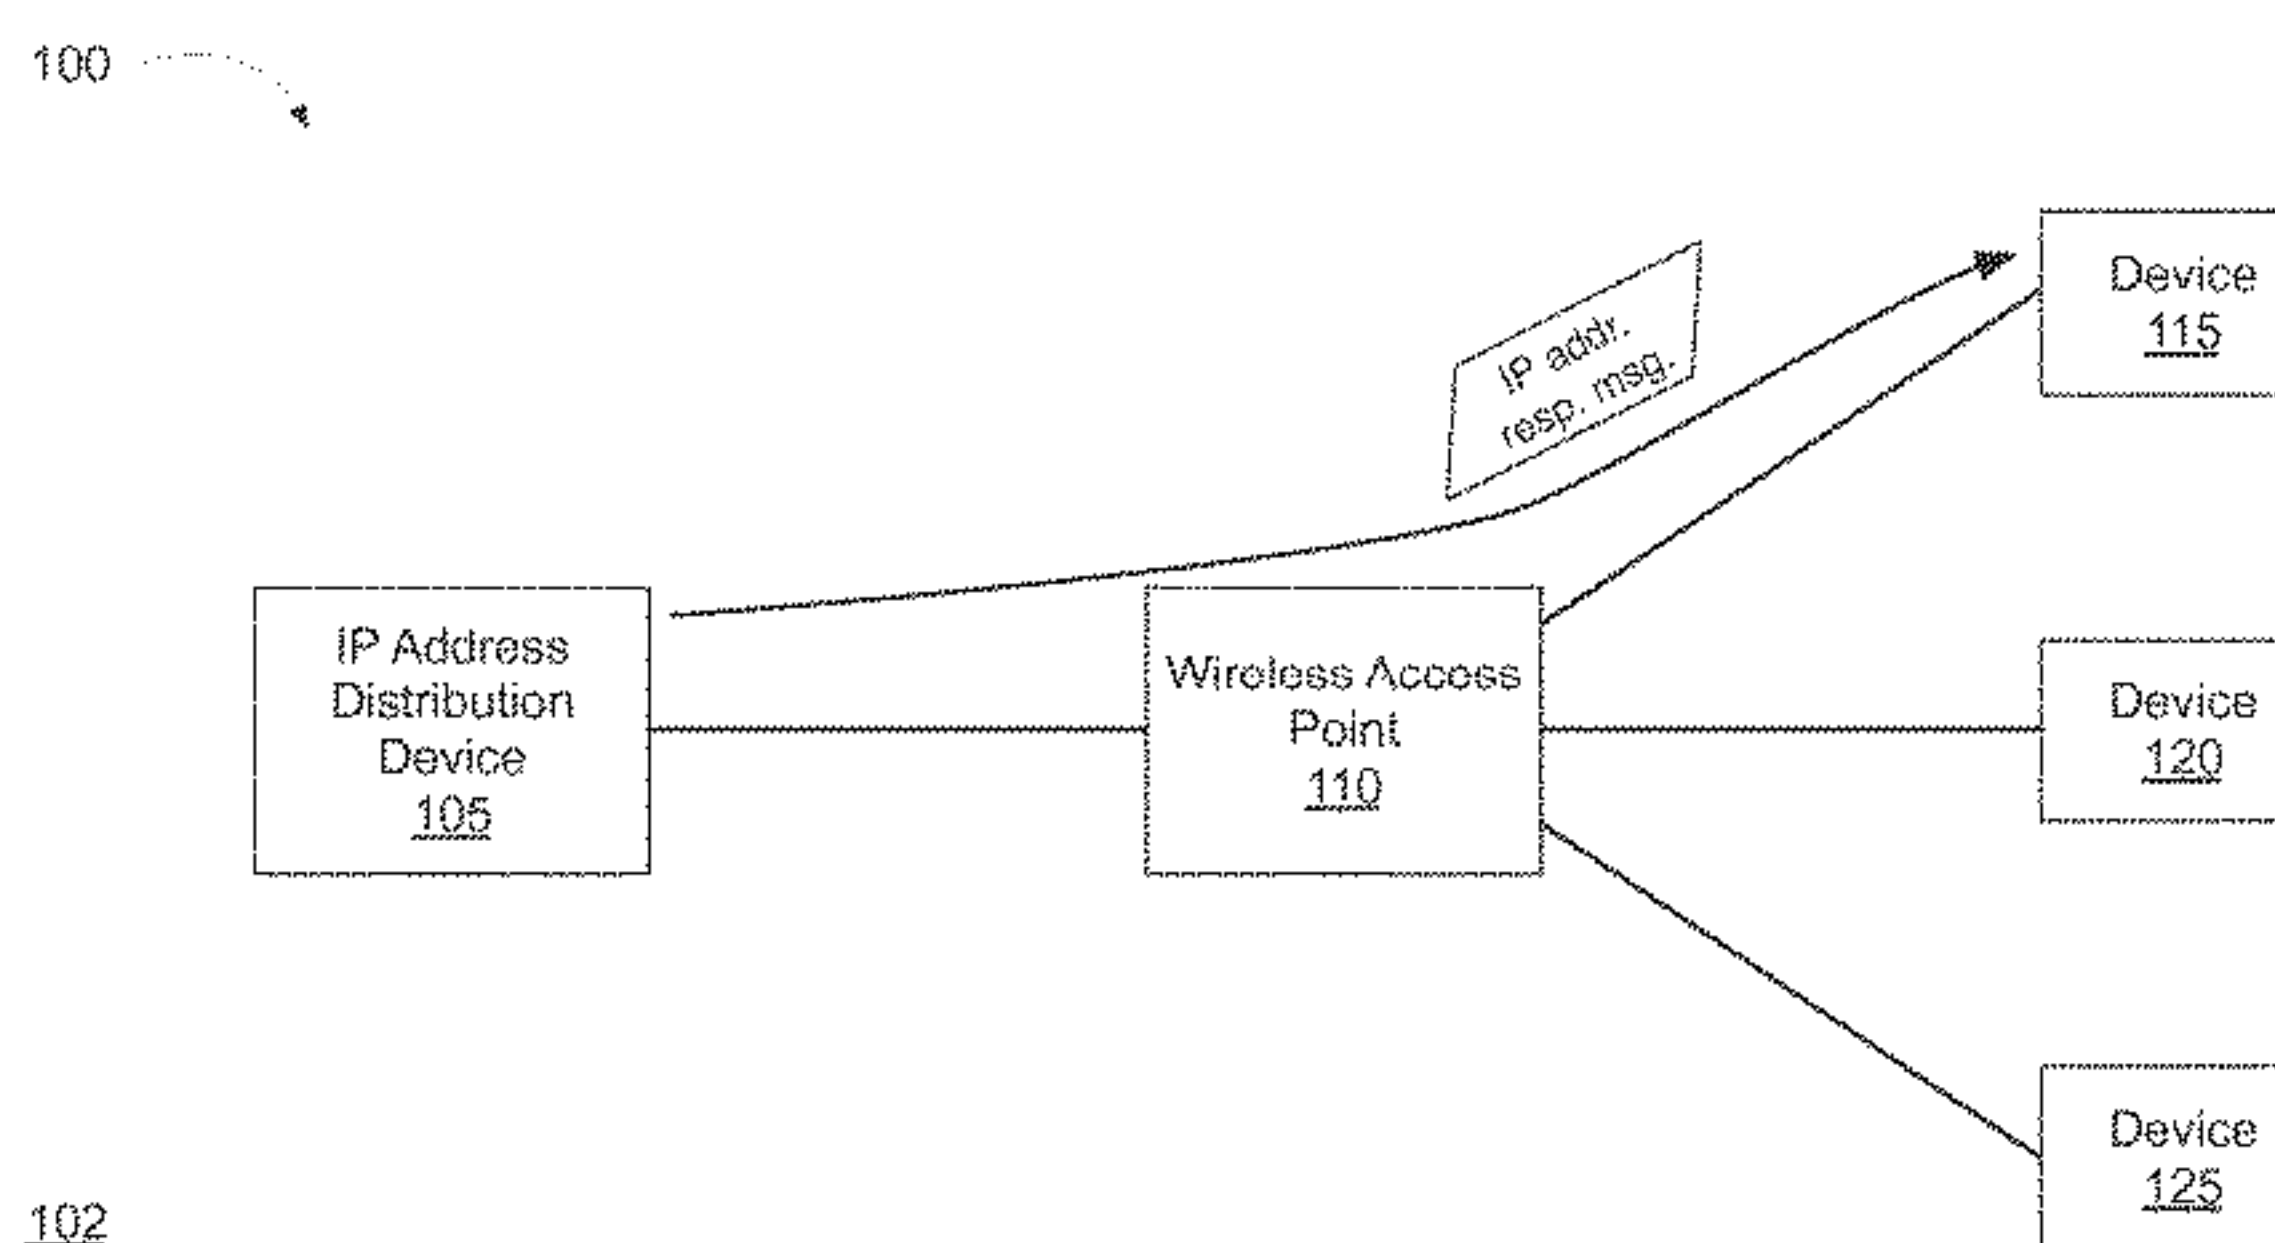 100
Device
115
IP addr.
resp. msg.
IP Address
Distribution
Device
105
Wireless Access
Point
110
Device
120
Device
125
102